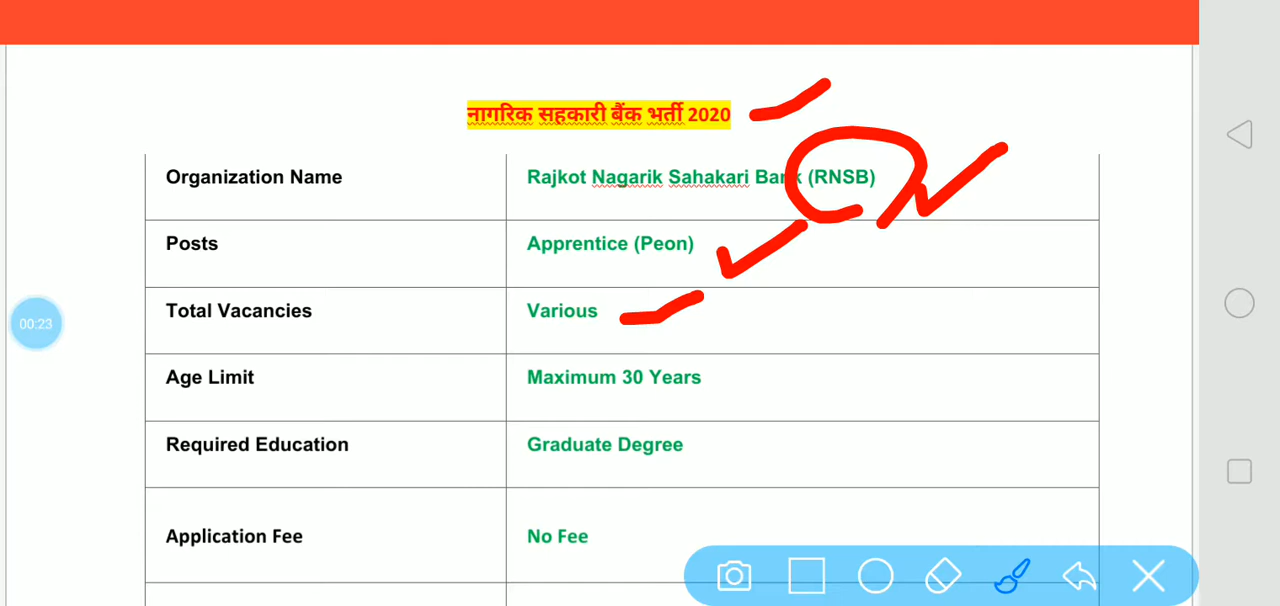 नागरिक सहकारी बैंक भर्ती 2020
Organization Name Rajkot Nagarik Sahakari Bank (RNSB)
Posts Apprentice (Peon)
Total Vacancies Various
00:23
Age Limit Maximum 30 Years
Required Education Graduate Degree
Application Fee No Fee